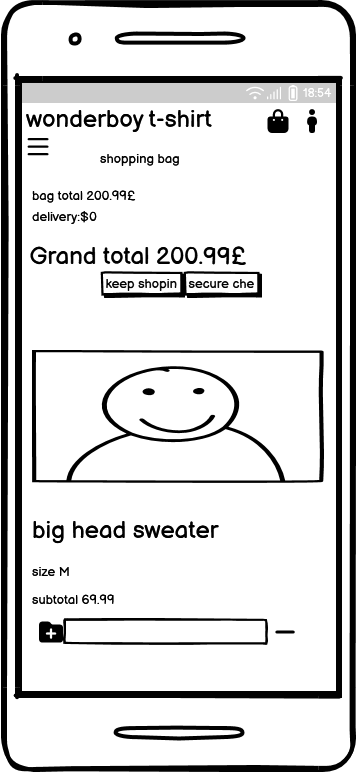 18:54
wonderboy t-shirt
shopping bag
bag total 200.99£
delivery:$0
Grand total 200.99£
keep shopin secure che
big head sweater
size M
subtotal 69.99